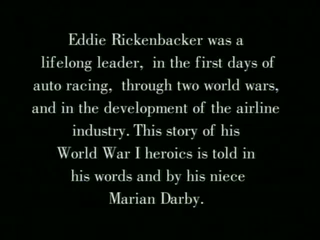 Eddie Rickenbacker was a
lifelong leader, in the first days of
auto racing, through two world wars,
and in the development of the airline
industry. This story of his
World War I heroics is told in
his words and by his niece
Marian Darby.